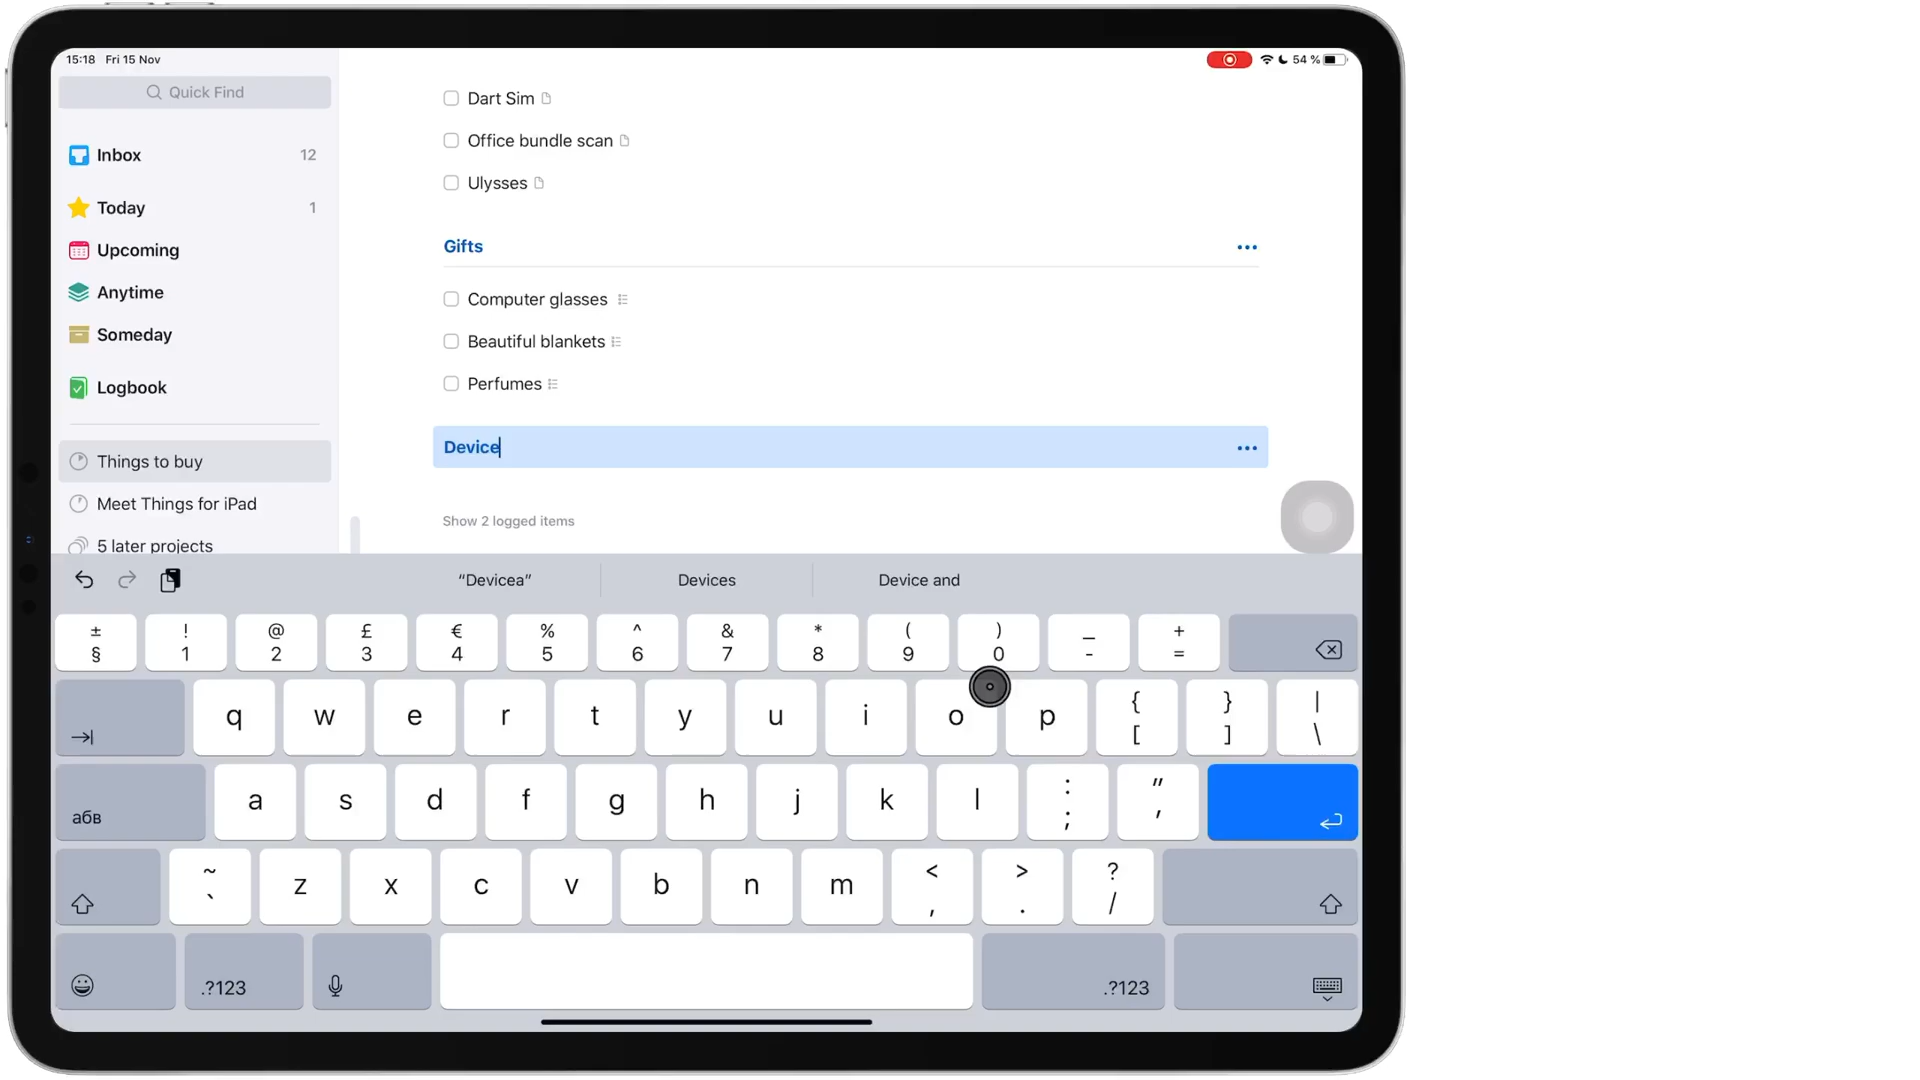 15:18 Fri 15 Nov
54 %
Quick Find
Inbox 12
Today 1
Upcoming
Anytime
Someday
Logbook
Things to buy
Meet Things for iPad
5 later projects
Dart Sim
Office bundle scan
Ulysses
Gifts
Computer glasses
Beautiful blankets
Perfumes
Device
Show 2 logged items
“Devicea” Devices Device and
± ! @ £ € % ^ & * ( ) _ +
§ 1 2 3 4 5 6 7 8 9 0 - =
q w e r t y u i o p { } |
[ ] \
a s d f g h j k l : "
абв ; '
~ z x c v b n m < > ?
` , . /
.?123 .?123